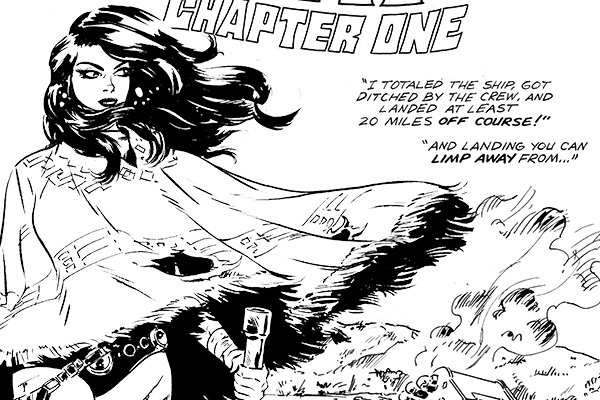 CHAPTER ONE
"I TOTALED THE SHIP, GOT
DITCHED BY THE CREW, AND
LANDED AT LEAST
20 MILES OFF COURSE!"
"AND LANDING YOU CAN
LIMP AWAY FROM..."